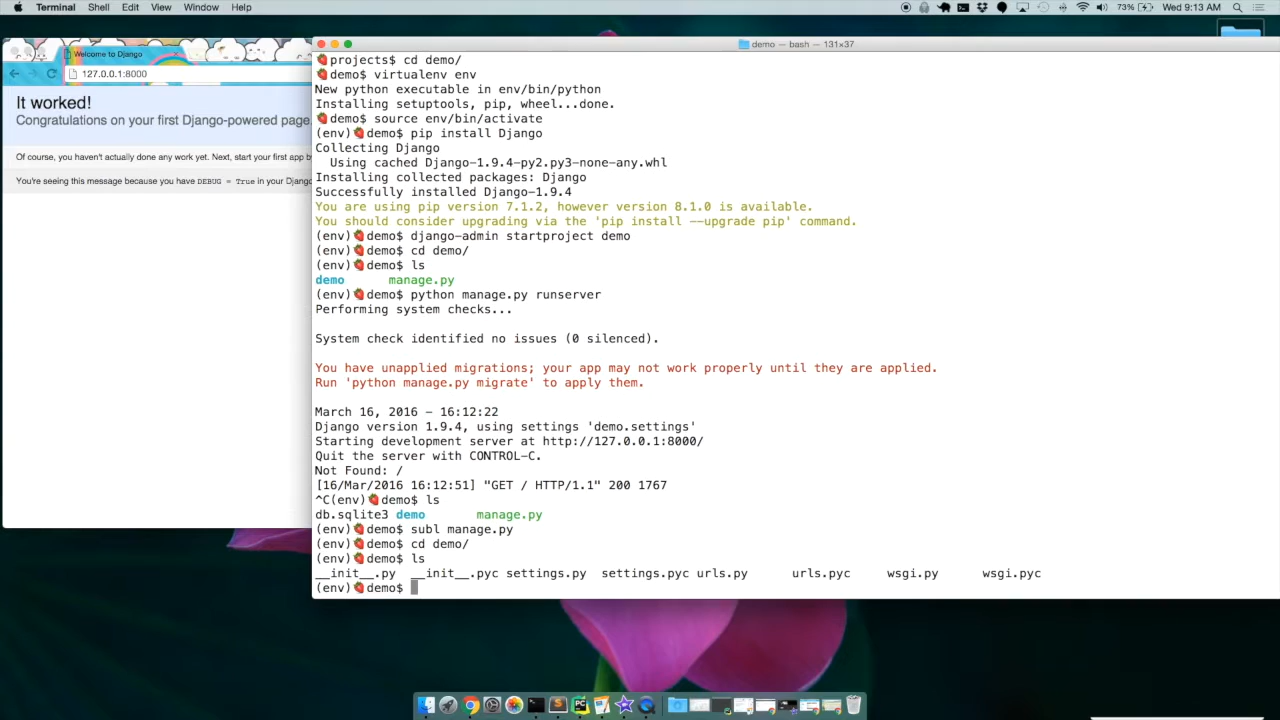 Terminal Shell Edit View Window Help
73% Wed 9:13 AM
Welcome to Django
127.0.0.1:8000
It worked!
Congratulations on your first Django-powered page.
Of course, you haven't actually done any work yet. Next, start your first app by
You're seeing this message because you have DEBUG = True in your Django
demo — bash — 131×37
projects$ cd demo/
demo$ virtualenv env
New python executable in env/bin/python
Installing setuptools, pip, wheel...done.
demo$ source env/bin/activate
(env)demo$ pip install Django
Collecting Django
Using cached Django-1.9.4-py2.py3-none-any.whl
Installing collected packages: Django
Successfully installed Django-1.9.4
You are using pip version 7.1.2, however version 8.1.0 is available.
You should consider upgrading via the 'pip install --upgrade pip' command.
(env)demo$ django-admin startproject demo
(env)demo$ cd demo/
(env)demo$ ls
demo manage.py
(env)demo$ python manage.py runserver
Performing system checks...
System check identified no issues (0 silenced).
You have unapplied migrations; your app may not work properly until they are applied.
Run 'python manage.py migrate' to apply them.
March 16, 2016 - 16:12:22
Django version 1.9.4, using settings 'demo.settings'
Starting development server at http://127.0.0.1:8000/
Quit the server with CONTROL-C.
Not Found: /
[16/Mar/2016 16:12:51] "GET / HTTP/1.1" 200 1767
^C(env)demo$ ls
db.sqlite3 demo manage.py
(env)demo$ subl manage.py
(env)demo$ cd demo/
(env)demo$ ls
__init__.py __init__.pyc settings.py settings.pyc urls.py urls.pyc wsgi.py wsgi.pyc
(env)demo$